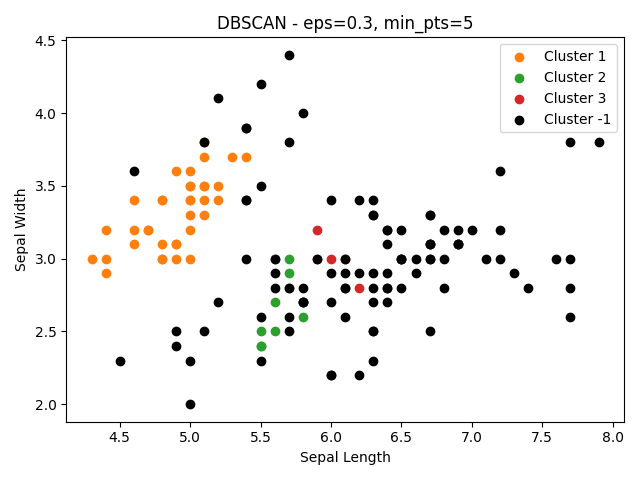 DBSCAN - eps=0.3, min_pts=5
4.5
4.0
3.5
3.0
2.5
2.0
Sepal Width
Cluster 1
Cluster 2
Cluster 3
Cluster -1
4.5 5.0 5.5 6.0 6.5 7.0 7.5 8.0
Sepal Length